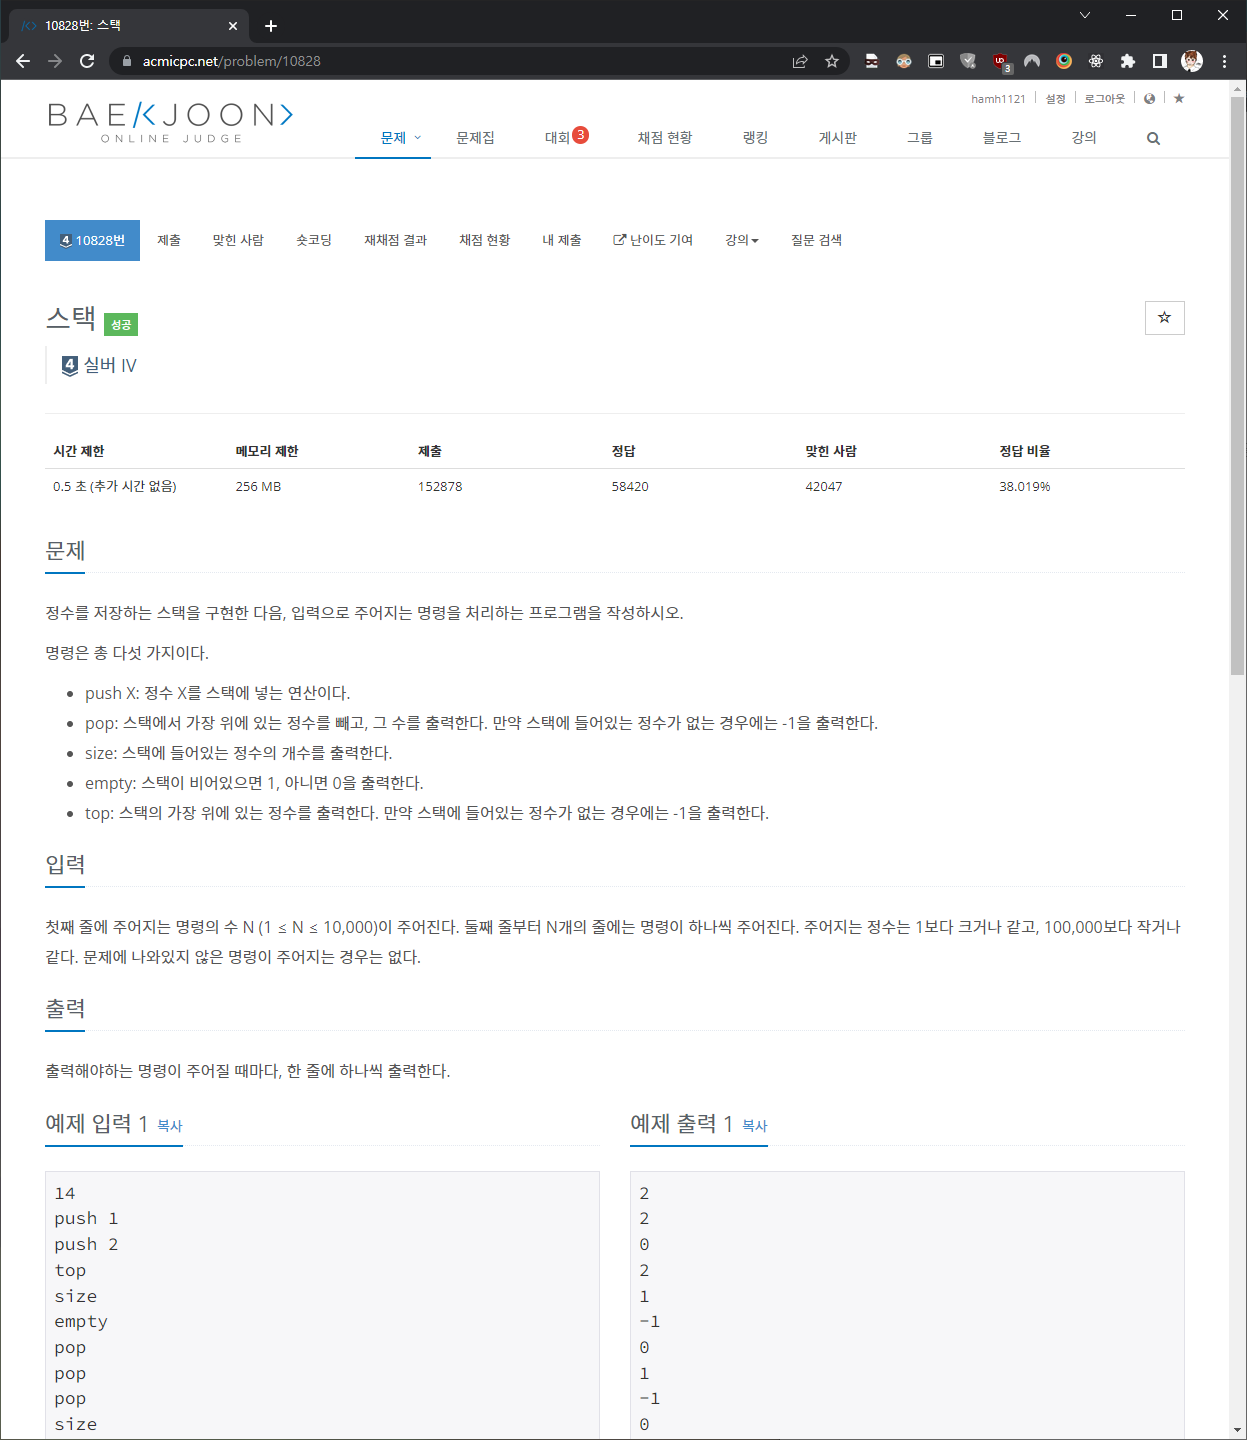 10828번: 스택
acmicpc.net/problem/10828
3
BAEKJOON
ONLINE JUDGE
hamh1121 설정 로그아웃
문제 문제집 대회 3 채점 현황 랭킹 게시판 그룹 블로그 강의
4 10828번 제출 맞힌 사람 숏코딩 재채점 결과 채점 현황 내 제출 난이도 기여 강의 질문 검색
스택 성공
4 실버 IV
시간 제한 메모리 제한 제출 정답 맞힌 사람 정답 비율
0.5 초 (추가 시간 없음) 256 MB 152878 58420 42047 38.019%
문제
정수를 저장하는 스택을 구현한 다음, 입력으로 주어지는 명령을 처리하는 프로그램을 작성하시오.
명령은 총 다섯 가지이다.
• push X: 정수 X를 스택에 넣는 연산이다.
• pop: 스택에서 가장 위에 있는 정수를 빼고, 그 수를 출력한다. 만약 스택에 들어있는 정수가 없는 경우에는 -1을 출력한다.
• size: 스택에 들어있는 정수의 개수를 출력한다.
• empty: 스택이 비어있으면 1, 아니면 0을 출력한다.
• top: 스택의 가장 위에 있는 정수를 출력한다. 만약 스택에 들어있는 정수가 없는 경우에는 -1을 출력한다.
입력
첫째 줄에 주어지는 명령의 수 N (1 ≤ N ≤ 10,000)이 주어진다. 둘째 줄부터 N개의 줄에는 명령이 하나씩 주어진다. 주어지는 정수는 1보다 크거나 같고, 100,000보다 작거나
같다. 문제에 나와있지 않은 명령이 주어지는 경우는 없다.
출력
출력해야하는 명령이 주어질 때마다, 한 줄에 하나씩 출력한다.
예제 입력 1 복사
14
push 1
push 2
top
size
empty
pop
pop
pop
size
예제 출력 1 복사
2
2
0
2
1
-1
0
1
-1
0